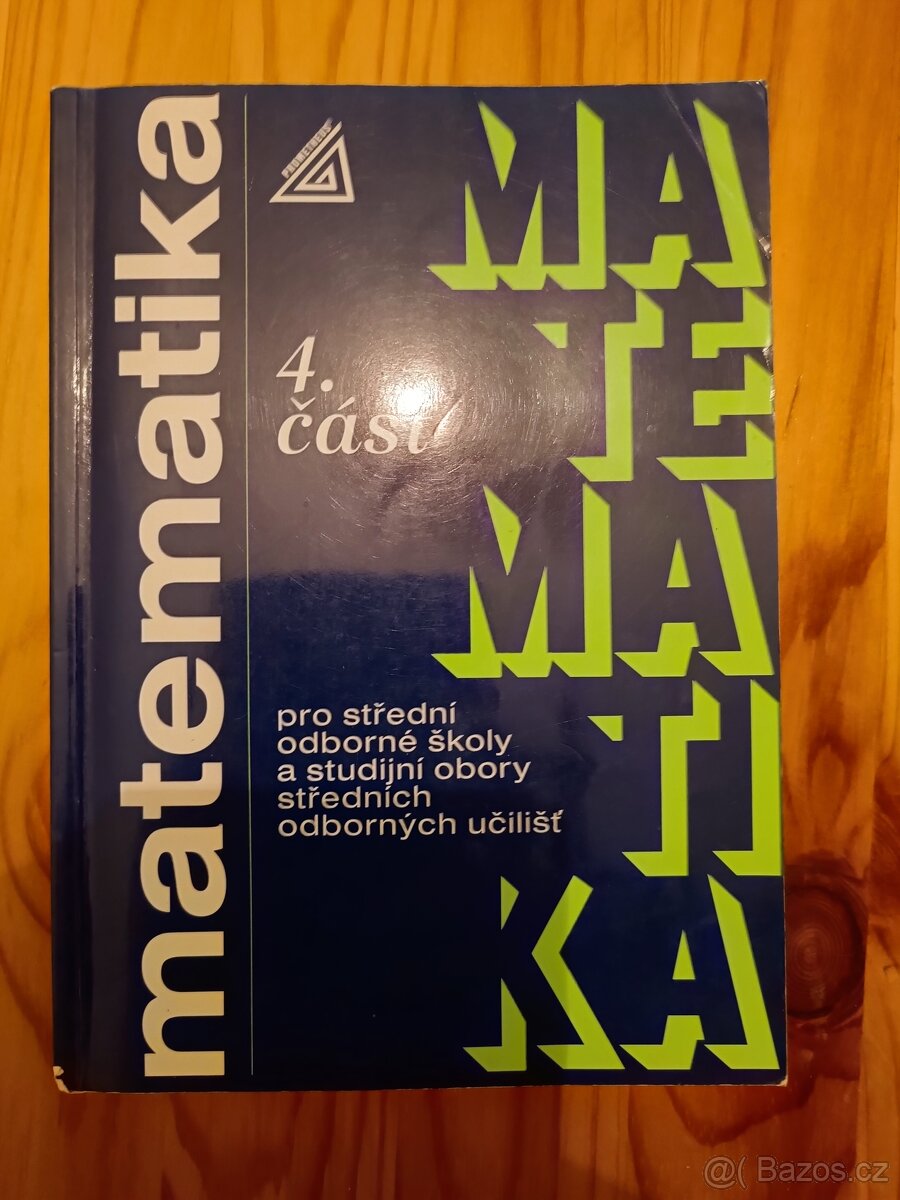 matematika
PROMETHEUS
4.
část
MA
TE
MA
TI
KA
pro střední
odborné školy
a studijní obory
středních
odborných učilišť
@( Bazos.cz